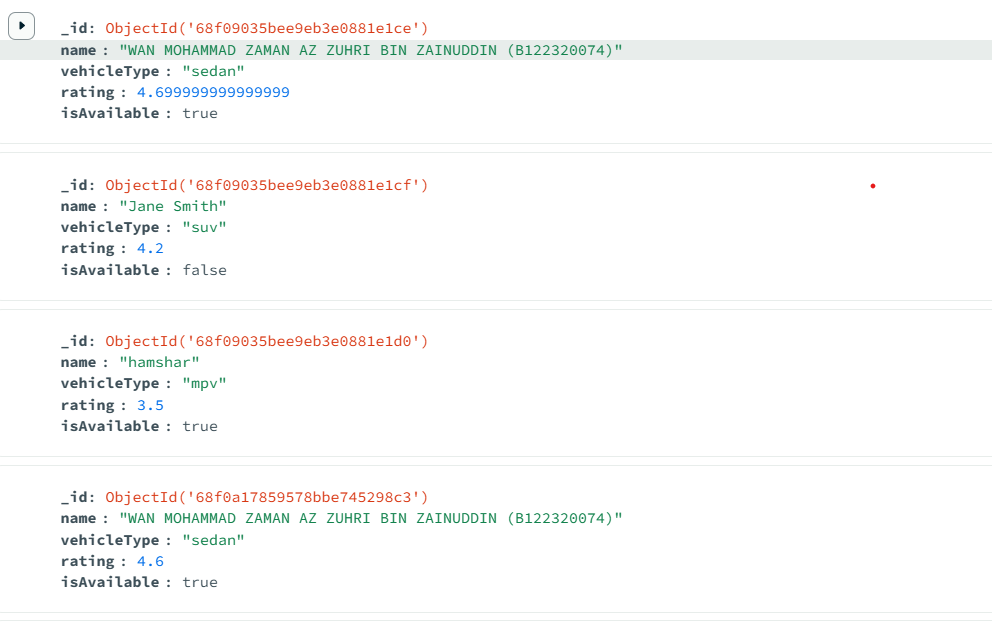 _id: ObjectId('68f09035bee9eb3e0881e1ce')
name : "WAN MOHAMMAD ZAMAN AZ ZUHRI BIN ZAINUDDIN (B122320074)"
vehicleType : "sedan"
rating : 4.699999999999999
isAvailable : true
_id: ObjectId('68f09035bee9eb3e0881e1cf')
name : "Jane Smith"
vehicleType : "suv"
rating : 4.2
isAvailable : false
_id: ObjectId('68f09035bee9eb3e0881e1d0')
name : "hamshar"
vehicleType : "mpv"
rating : 3.5
isAvailable : true
_id: ObjectId('68f0a17859578bbe745298c3')
name : "WAN MOHAMMAD ZAMAN AZ ZUHRI BIN ZAINUDDIN (B122320074)"
vehicleType : "sedan"
rating : 4.6
isAvailable : true